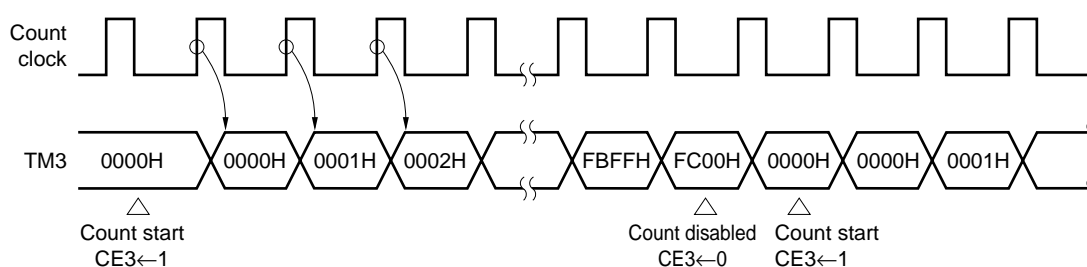 Count
clock
TM3
0000H 0000H 0001H 0002H FBFFH FC00H 0000H 0000H 0001H
Count start
CE3←1
Count disabled
CE3←0
Count start
CE3←1